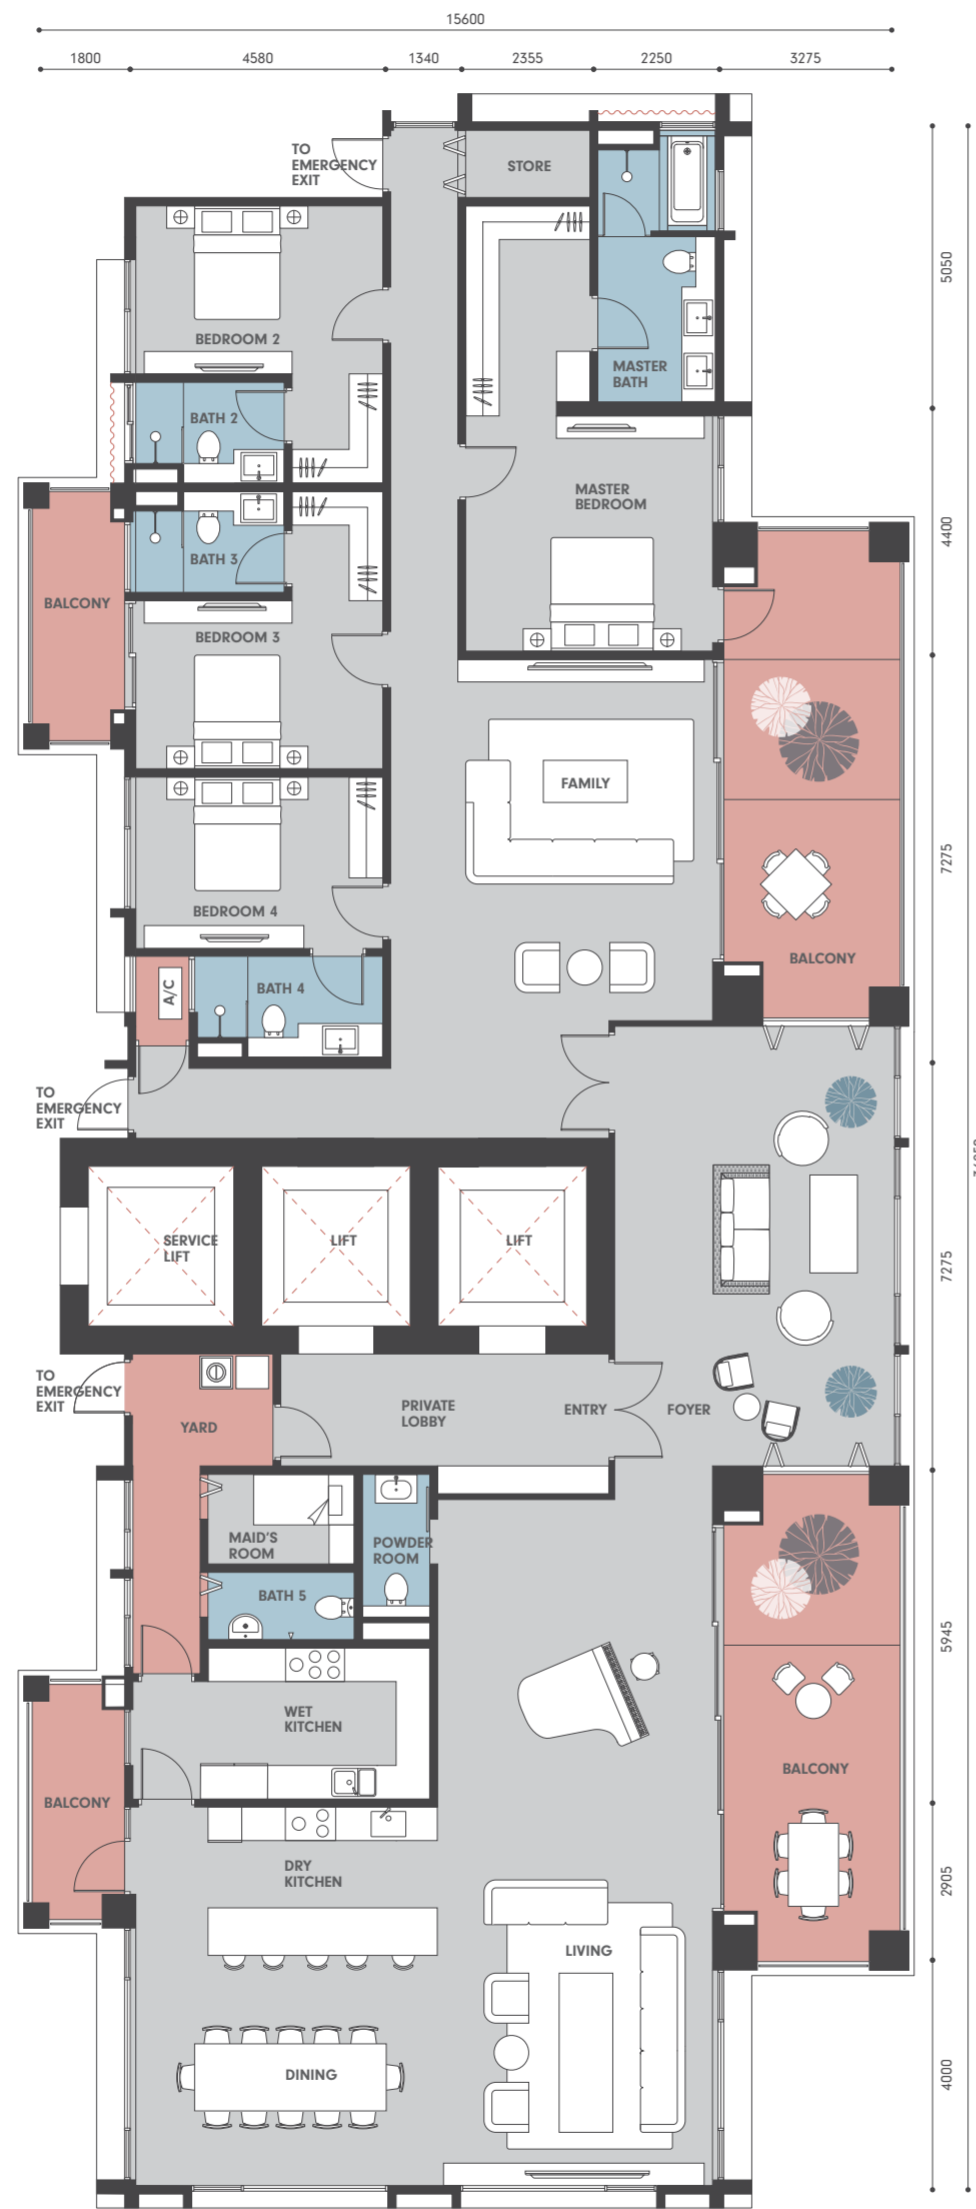 15600
1800
4580
1340
2355
2250
3275
TO
EMERGENCY
EXIT
STORE
5050
BEDROOM 2
MASTER
BATH
BATH 2
MASTER
BEDROOM
4400
BATH 3
BALCONY
BEDROOM 3
FAMILY
7275
BEDROOM 4
BALCONY
A/C
BATH 4
TO
EMERGENCY
EXIT
SERVICE
LIFT
LIFT
LIFT
7275
TO
EMERGENCY
EXIT
YARD
PRIVATE
LOBBY
ENTRY
FOYER
MAID'S
ROOM
POWDER
ROOM
BATH 5
5945
WET
KITCHEN
BALCONY
BALCONY
DRY
KITCHEN
2905
LIVING
DINING
4000